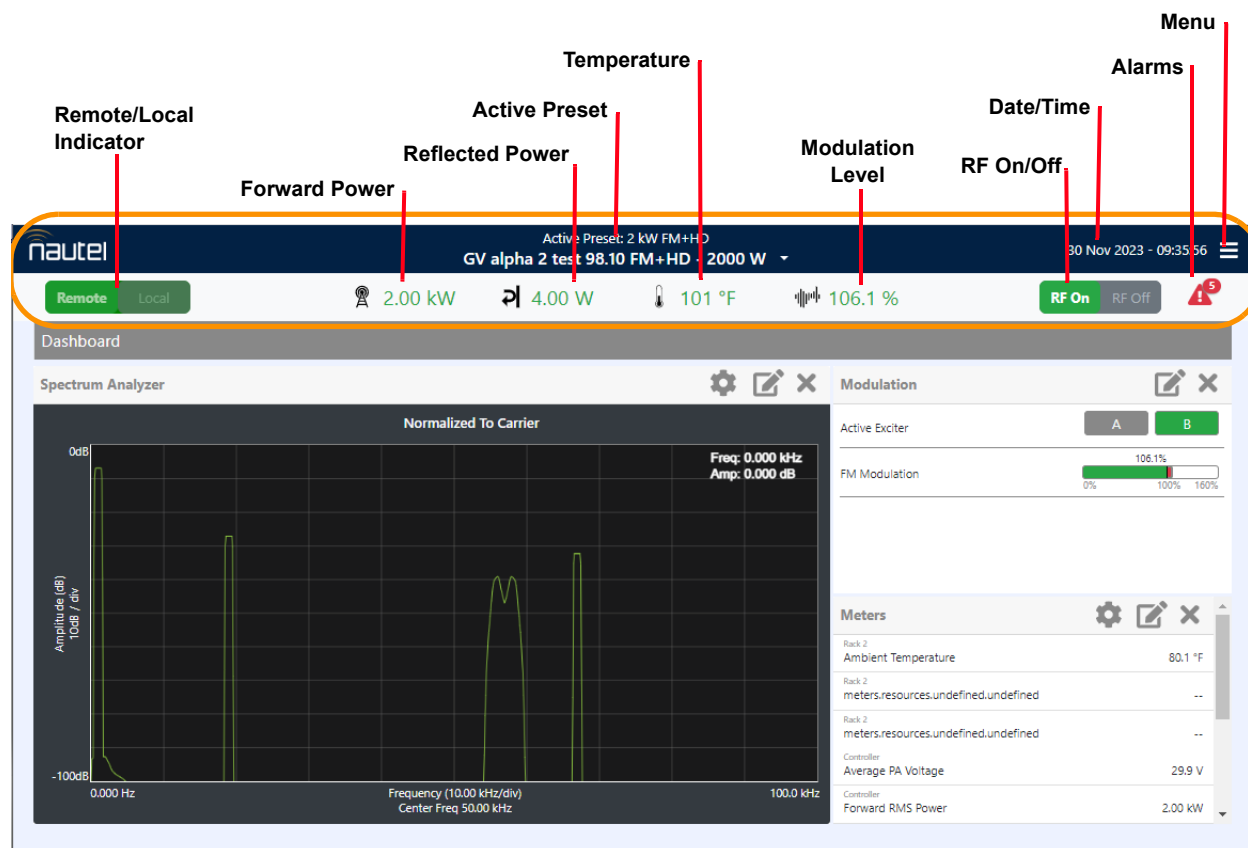 Menu
Temperature
Alarms
Remote/Local
Indicator
Active Preset
Date/Time
Reflected Power
Modulation
Level
RF On/Off
Forward Power
nautel
Active Preset: 2 kW FM+HD
GV alpha 2 test 98.10 FM+HD - 2000 W
30 Nov 2023 - 09:35:56
Remote Local
2.00 kW 4.00 W 101 °F 106.1 %
RF On RF Off
5
Dashboard
Spectrum Analyzer
Normalized To Carrier
0dB
Freq: 0.000 kHz
Amp: 0.000 dB
Amplitude (dB)
10dB / div
-100dB
0.000 Hz
Frequency (10.00 kHz/div)
100.0 kHz
Center Freq 50.00 kHz
Modulation
Active Exciter A B
106.1%
FM Modulation
0% 100% 160%
Meters
Rack 2
Ambient Temperature 80.1 °F
Rack 2
meters.resources.undefined.undefined --
Rack 2
meters.resources.undefined.undefined --
Controller
Average PA Voltage 29.9 V
Controller
Forward RMS Power 2.00 kW